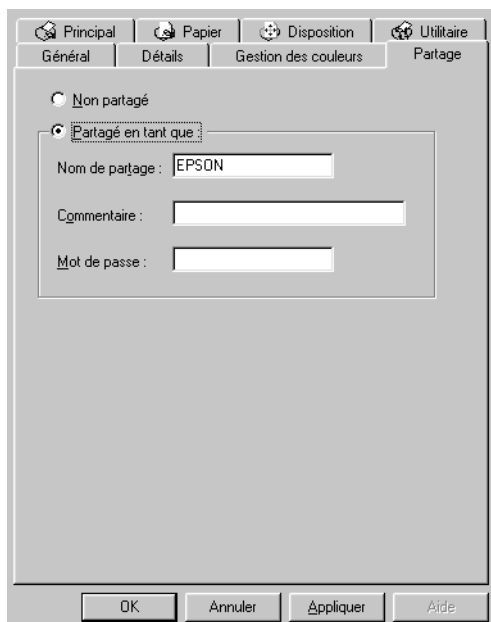 Principal Papier Disposition Utilitaire
Général Détails Gestion des couleurs Partage
Non partagé
Partagé en tant que :
Nom de partage : EPSON
Commentaire :
Mot de passe :
OK Annuler Appliquer Aide